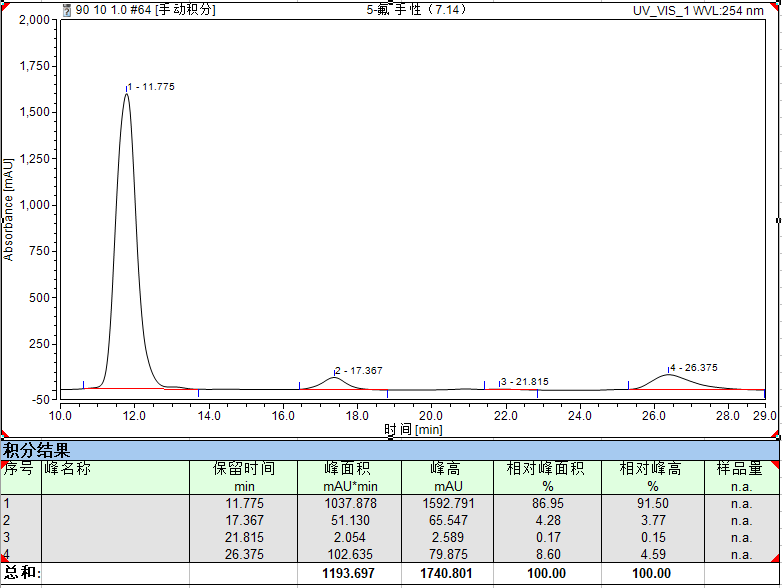 90 10 1.0 #64 [手动积分] 5-氟 手性（7.14） UV_VIS_1 WVL:254 nm
2,000
1,750
1,500
1,250
1,000
750
500
250
-50
Absorbance [mAU]
1 - 11.775
2 - 17.367
3 - 21.815
4 - 26.375
10.0 12.0 14.0 16.0 18.0 20.0 22.0 24.0 26.0 28.0 29.0
时间 [min]
积分结果
序号 峰名称 保留时间 峰面积 峰高 相对峰面积 相对峰高 样品量
min mAU*min mAU % % n.a.
1 11.775 1037.878 1592.791 86.95 91.50 n.a.
2 17.367 51.130 65.547 4.28 3.77 n.a.
3 21.815 2.054 2.589 0.17 0.15 n.a.
4 26.375 102.635 79.875 8.60 4.59 n.a.
总和: 1193.697 1740.801 100.00 100.00